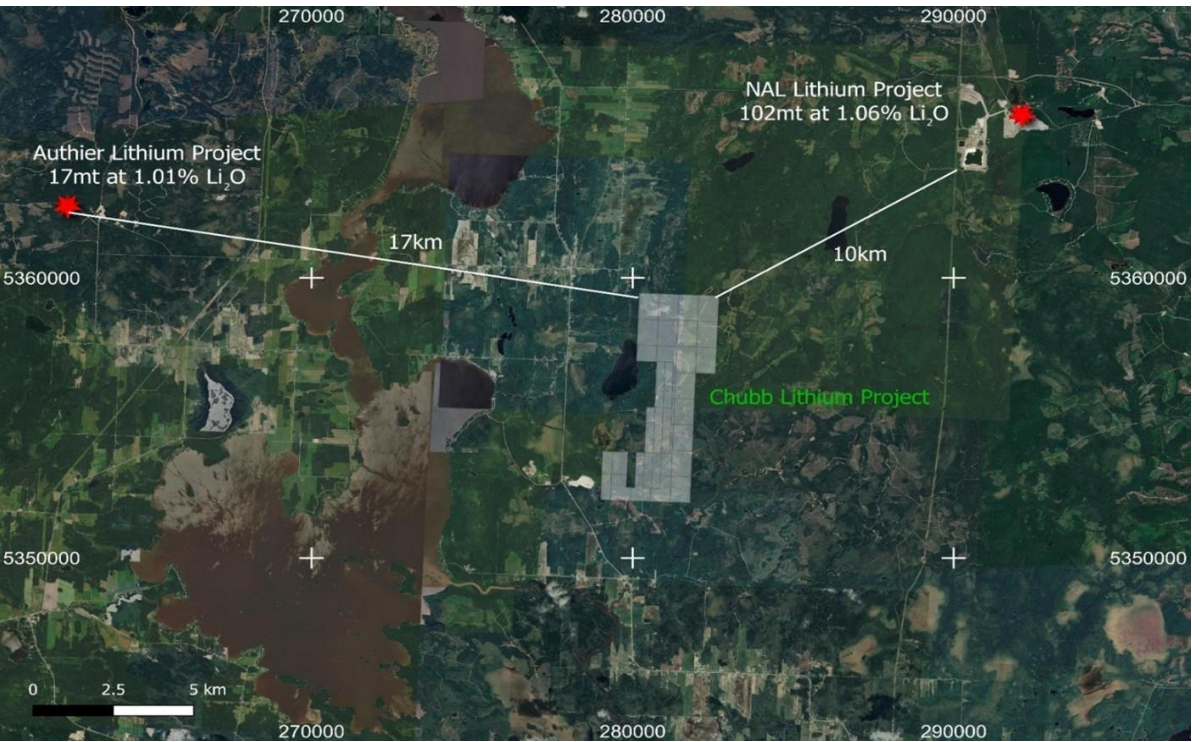 270000 280000 290000
NAL Lithium Project
102mt at 1.06% Li₂O
Authier Lithium Project
17mt at 1.01% Li₂O
17km
10km
5360000 5360000
Chubb Lithium Project
5350000 5350000
0 2.5 5 km
270000 280000 290000